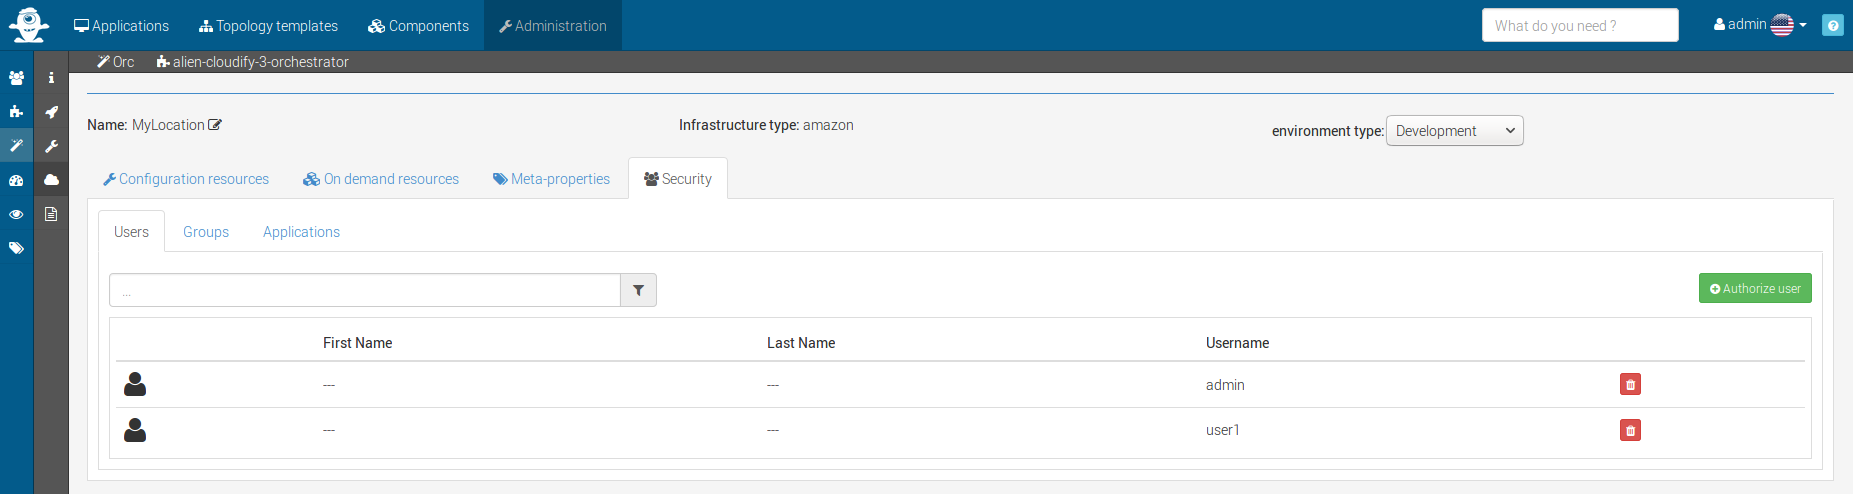 Applications Topology templates Components Administration What do you need ? admin
Orc alien-cloudify-3-orchestrator
Name: MyLocation Infrastructure type: amazon environment type: Development
Configuration resources On demand resources Meta-properties Security
Users Groups Applications
... Authorize user
First Name Last Name Username
--- --- admin
--- --- user1